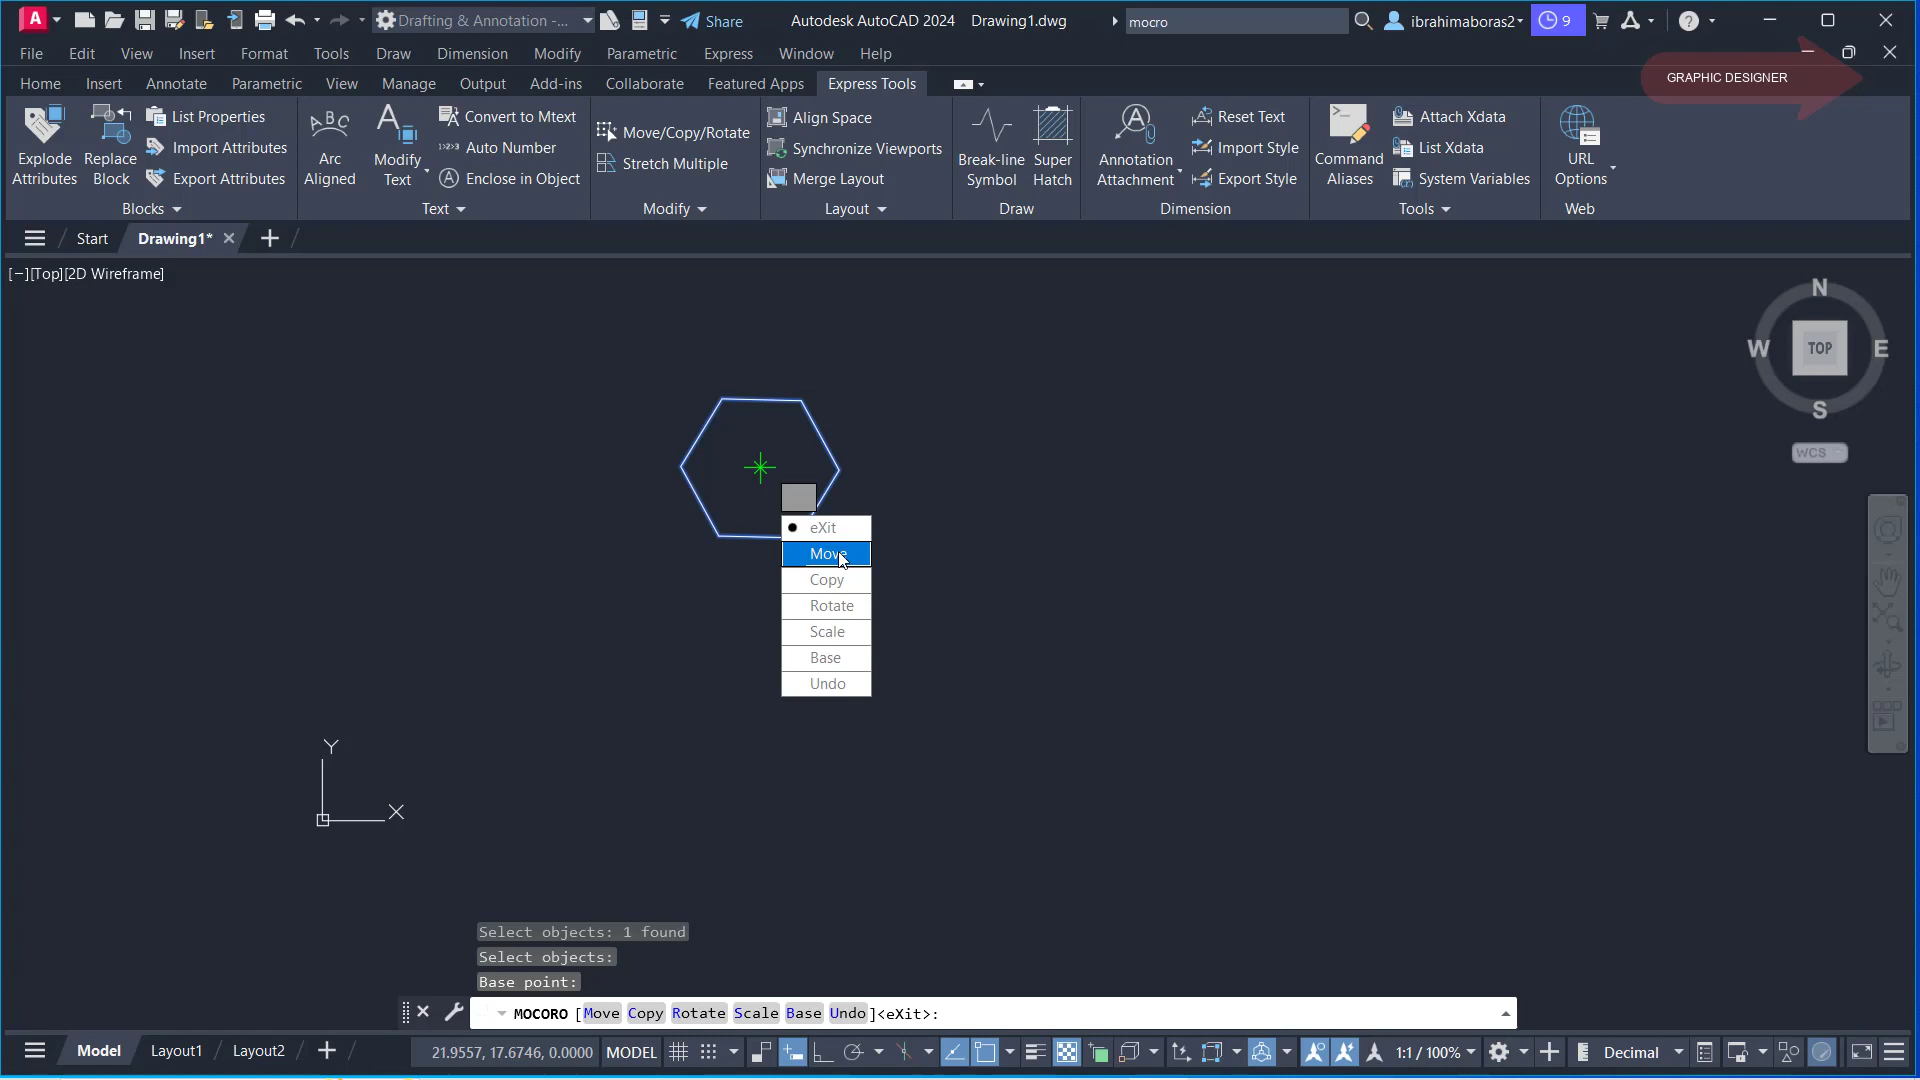 A Drafting & Annotation -... Share Autodesk AutoCAD 2024 Drawing1.dwg mocro ibrahimaboras2 9 ?
File Edit View Insert Format Tools Draw Dimension Modify Parametric Express Window Help
GRAPHIC DESIGNER
Home Insert Annotate Parametric View Manage Output Add-ins Collaborate Featured Apps Express Tools
Explode Attributes
Replace Block
List Properties
Import Attributes
Export Attributes
Blocks
ABC
Arc Aligned
Modify Text
Convert to Mtext
Auto Number
Enclose in Object
Text
Move/Copy/Rotate
Stretch Multiple
Modify
Align Space
Synchronize Viewports
Merge Layout
Layout
Break-line Symbol
Super Hatch
Draw
Annotation Attachment
Reset Text
Import Style
Export Style
Dimension
Command Aliases
Attach Xdata
List Xdata
System Variables
Tools
URL Options
Web
Start Drawing1*
[−][Top][2D Wireframe]
N
W TOP E
S
WCS
eXit
Move
Copy
Rotate
Scale
Base
Undo
Y
X
Select objects: 1 found
Select objects:
Base point:
MOCORO [Move Copy Rotate Scale Base Undo]<eXit>:
Model Layout1 Layout2 21.9557, 17.6746, 0.0000 MODEL 1:1 / 100% Decimal